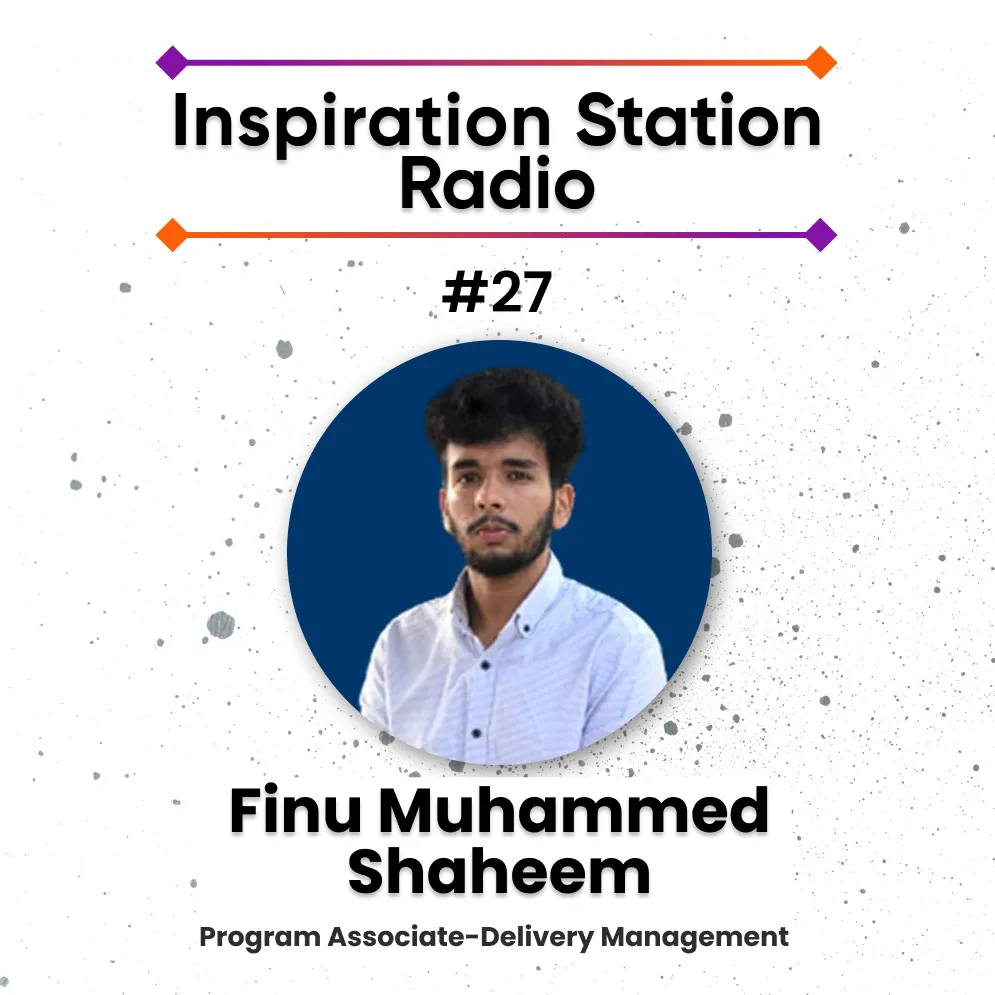 Inspiration Station
Radio
#27
Finu Muhammed
Shaheem
Program Associate-Delivery Management